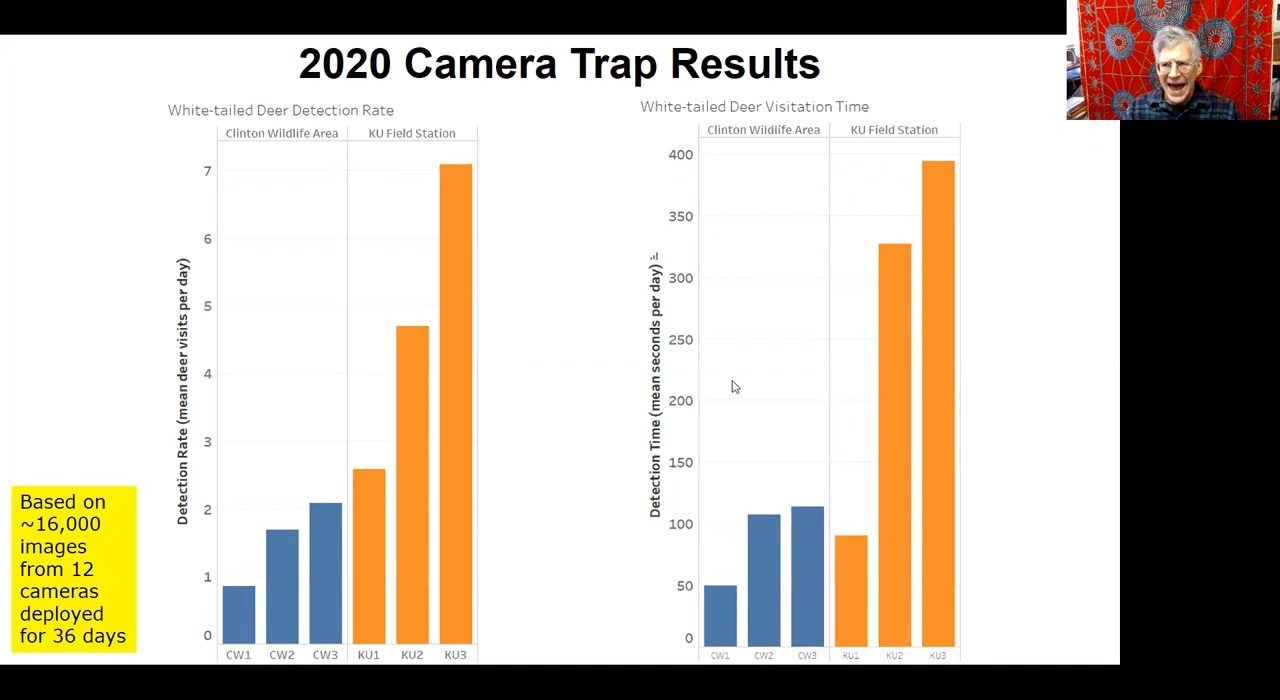 2020 Camera Trap Results
White-tailed Deer Detection Rate
Clinton Wildlife Area
KU Field Station
7
6
5
4
3
2
1
0
Detection Rate (mean deer visits per day)
CW1
CW2
CW3
KU1
KU2
KU3
White-tailed Deer Visitation Time
Clinton Wildlife Area
KU Field Station
400
350
300
250
200
150
100
50
0
Detection Time (mean seconds per day)
CW1
CW2
CW3
KU1
KU2
KU3
Based on
~16,000
images
from 12
cameras
deployed
for 36 days